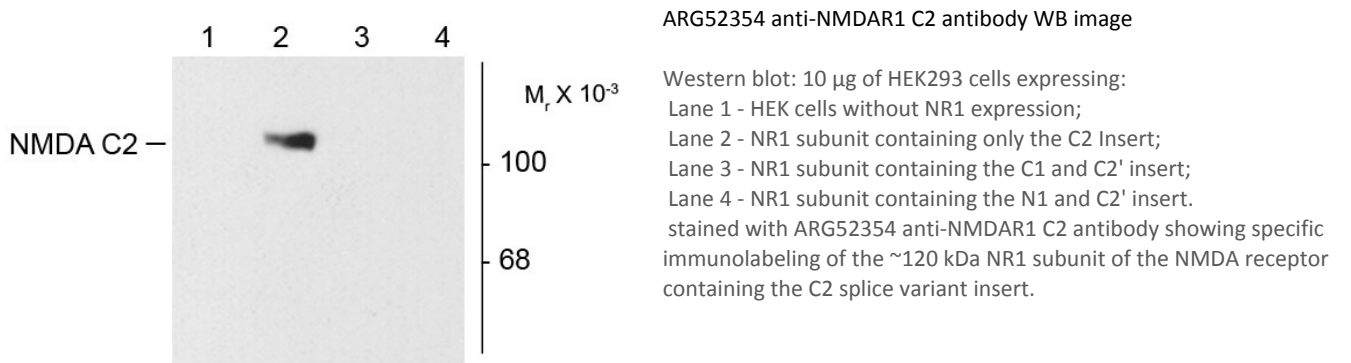 1 2 3 4
NMDA C2
Mr X 10-3
100
68
ARG52354 anti-NMDAR1 C2 antibody WB image
Western blot: 10 µg of HEK293 cells expressing:
Lane 1 - HEK cells without NR1 expression;
Lane 2 - NR1 subunit containing only the C2 Insert;
Lane 3 - NR1 subunit containing the C1 and C2' insert;
Lane 4 - NR1 subunit containing the N1 and C2' insert.
stained with ARG52354 anti-NMDAR1 C2 antibody showing specific
immunolabeling of the ~120 kDa NR1 subunit of the NMDA receptor
containing the C2 splice variant insert.